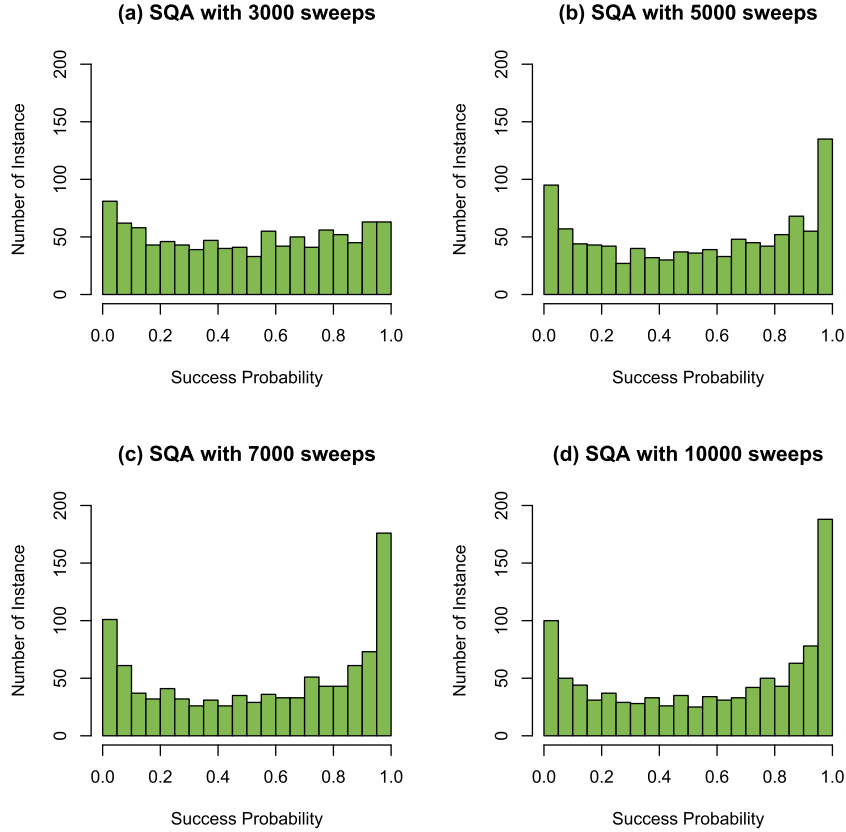 (a) SQA with 3000 sweeps
Number of Instance
200
150
100
50
0
0.0 0.2 0.4 0.6 0.8 1.0
Success Probability
(b) SQA with 5000 sweeps
Number of Instance
200
150
100
50
0
0.0 0.2 0.4 0.6 0.8 1.0
Success Probability
(c) SQA with 7000 sweeps
Number of Instance
200
150
100
50
0
0.0 0.2 0.4 0.6 0.8 1.0
Success Probability
(d) SQA with 10000 sweeps
Number of Instance
200
150
100
50
0
0.0 0.2 0.4 0.6 0.8 1.0
Success Probability